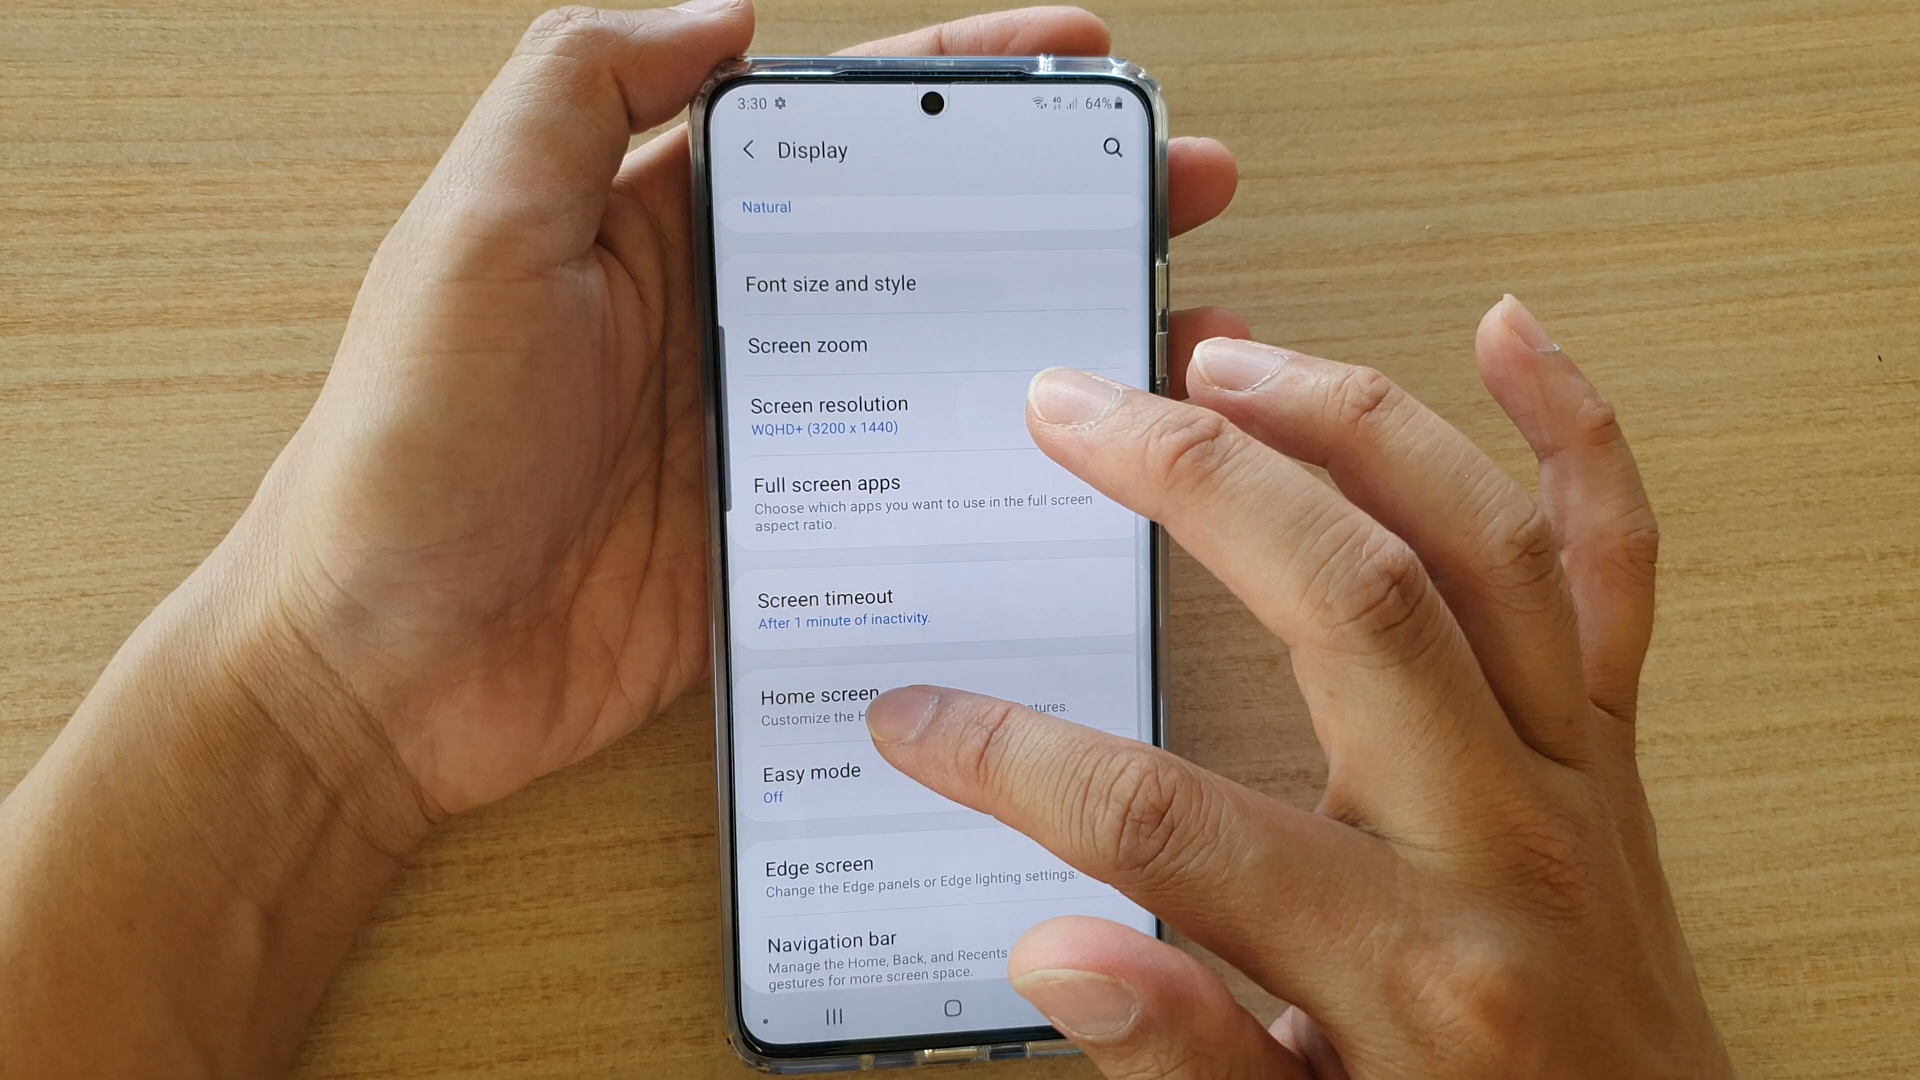 3:30 4G 64%
Display
Natural
Font size and style
Screen zoom
Screen resolution
WQHD+ (3200 x 1440)
Full screen apps
Choose which apps you want to use in the full screen
aspect ratio.
Screen timeout
After 1 minute of inactivity.
Home screen
Customize the
Easy mode
Off
Edge screen
Change the Edge panels or Edge lighting settings.
Navigation bar
Manage the Home, Back, and Recents
gestures for more screen space.